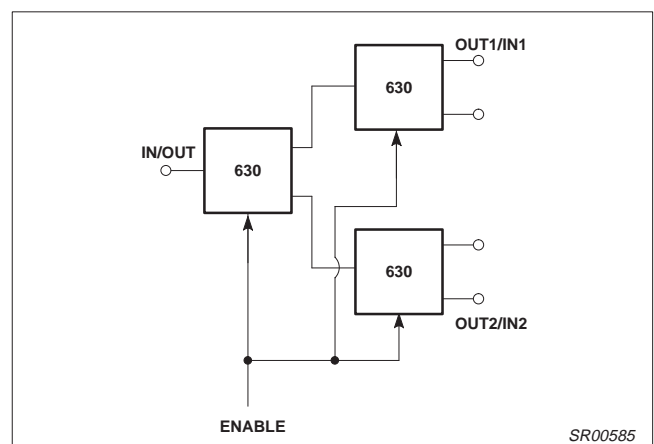 OUT1/IN1
630
IN/OUT
630
630
OUT2/IN2
ENABLE
SR00585